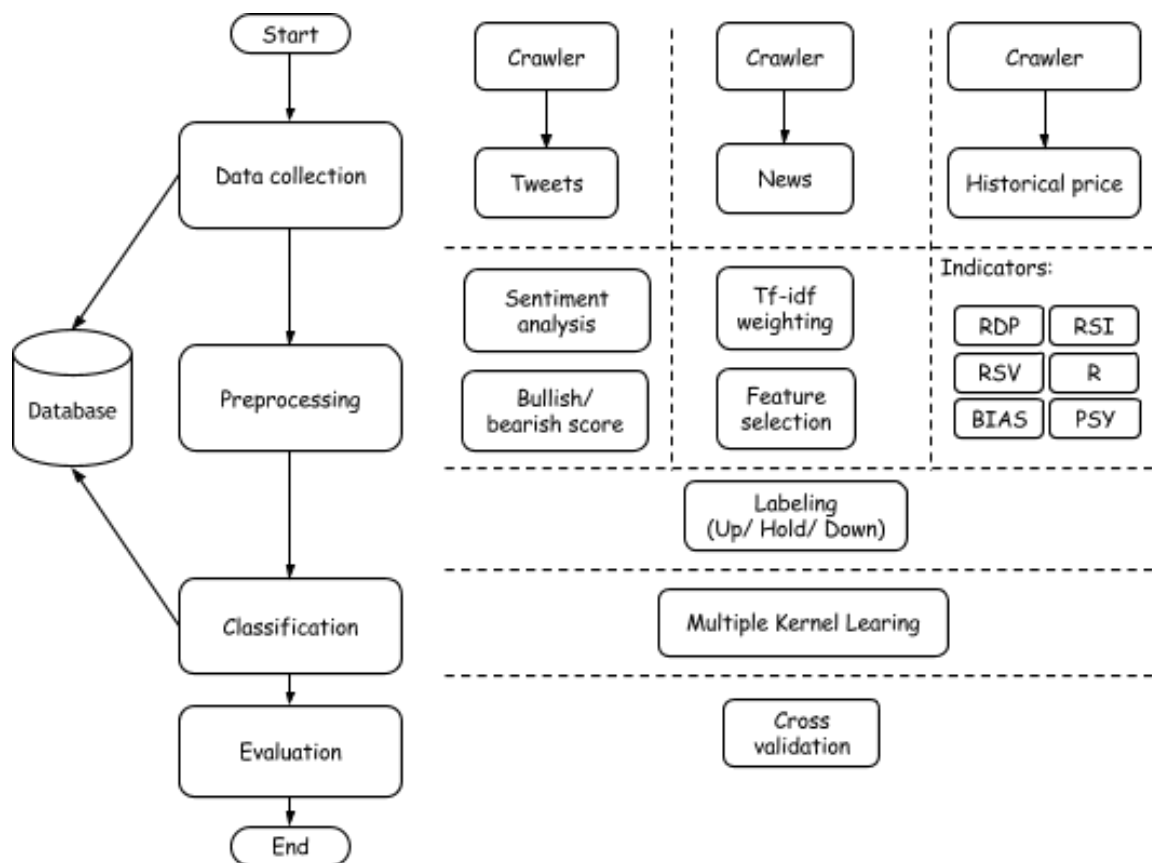 Start
Data collection
Database
Preprocessing
Classification
Evaluation
End
Crawler
Tweets
Crawler
News
Crawler
Historical price
Sentiment
analysis
Bullish/
bearish score
Tf-idf
weighting
Feature
selection
Indicators:
RDP
RSI
RSV
R
BIAS
PSY
Labeling
(Up/ Hold/ Down)
Multiple Kernel Learing
Cross
validation